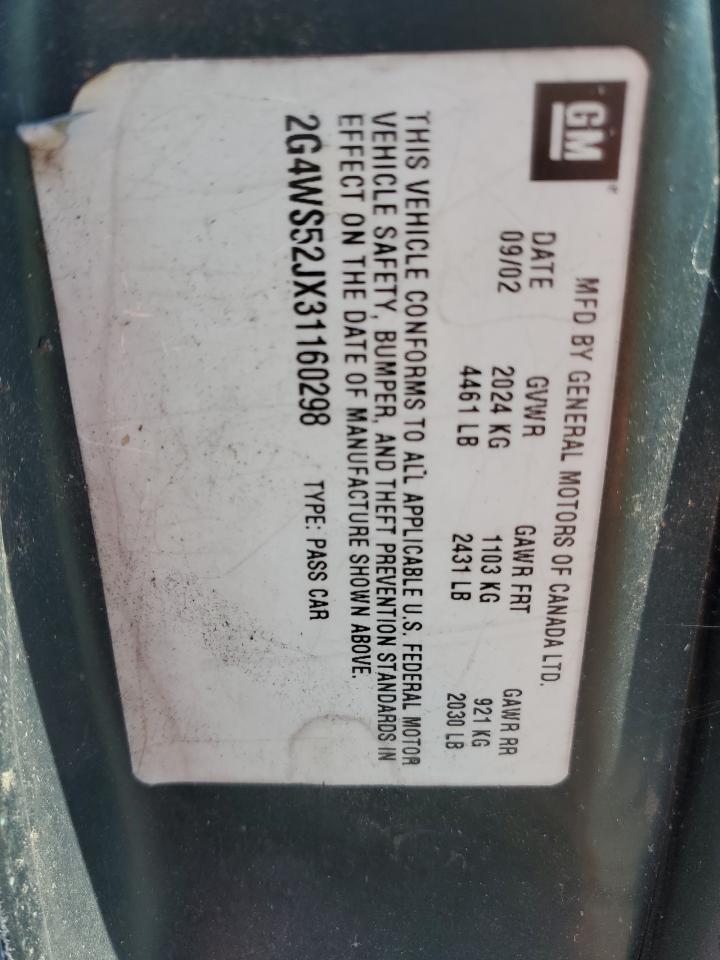 GM
MFD BY GENERAL MOTORS OF CANADA LTD.
DATE GVWR GAWR FRT GAWR RR
09/02 2024 KG 1103 KG 921 KG
4461 LB 2431 LB 2030 LB
THIS VEHICLE CONFORMS TO ALL APPLICABLE U.S. FEDERAL MOTOR
VEHICLE SAFETY, BUMPER, AND THEFT PREVENTION STANDARDS IN
EFFECT ON THE DATE OF MANUFACTURE SHOWN ABOVE.
2G4WS52JX31160298 TYPE: PASS CAR